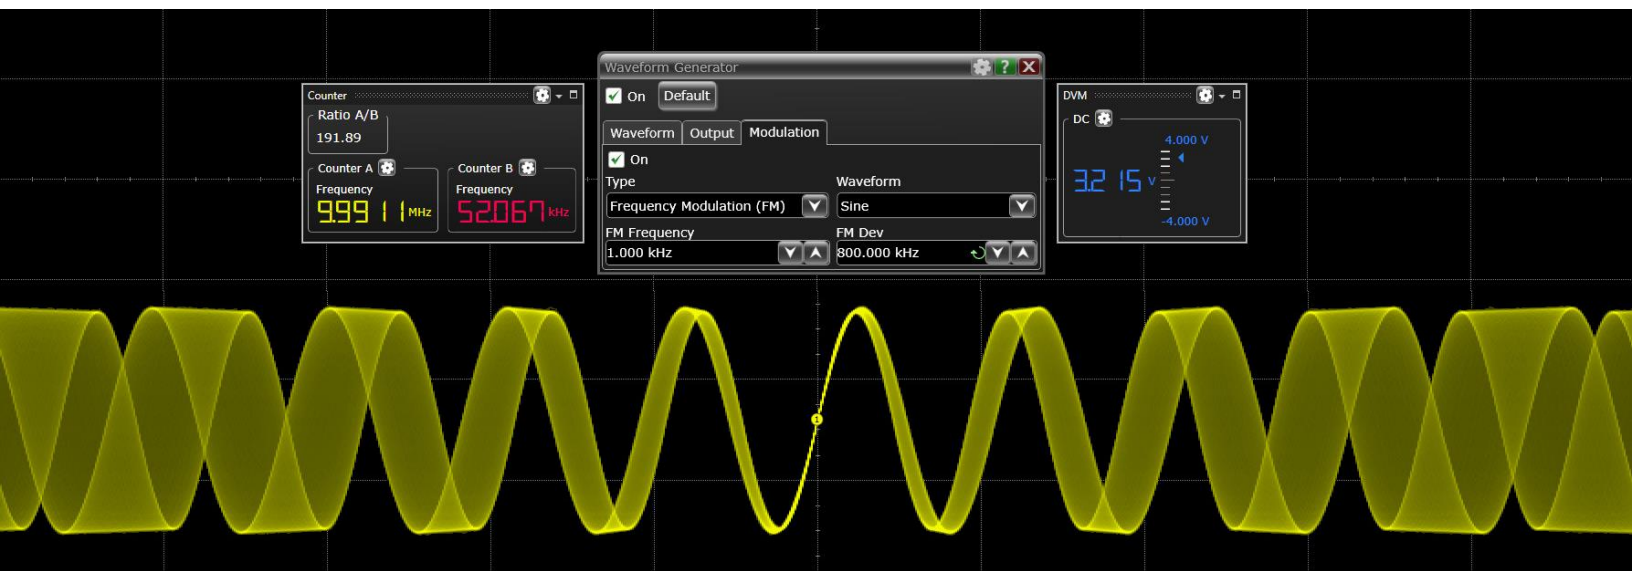 Counter
Ratio A/B
191.89
Counter A
Frequency
9.9911 MHz
Counter B
Frequency
52.067 kHz
Waveform Generator
?
X
On
Default
Waveform
Output
Modulation
On
Type
Frequency Modulation (FM)
Waveform
Sine
FM Frequency
1.000 kHz
FM Dev
800.000 kHz
DVM
DC
4.000 V
3.215 V
-4.000 V
1